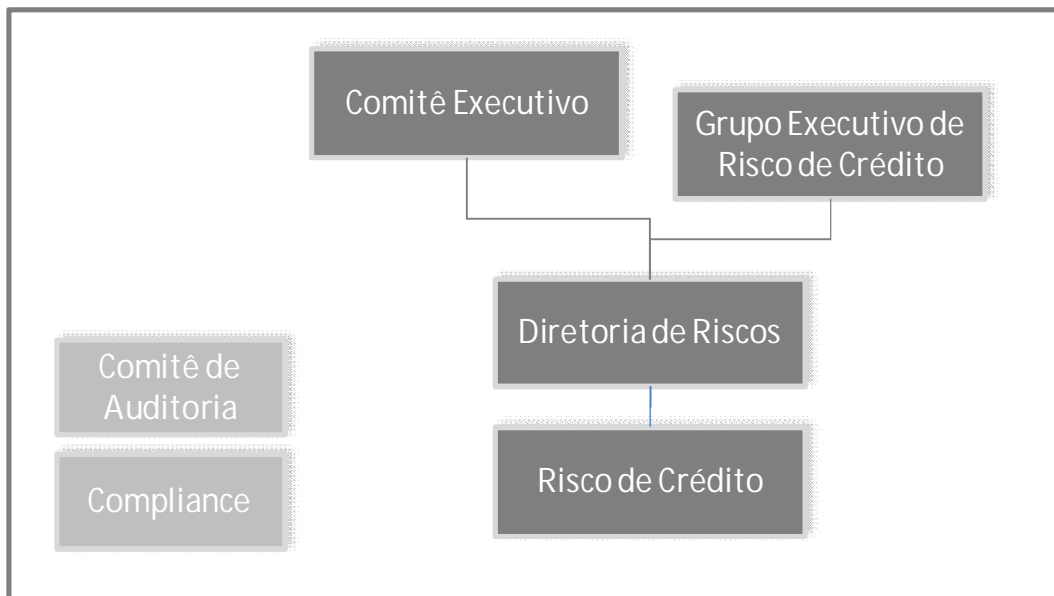 Comitê Executivo
Grupo Executivo de
Risco de Crédito
Diretoria de Riscos
Comitê de
Auditoria
Risco de Crédito
Compliance